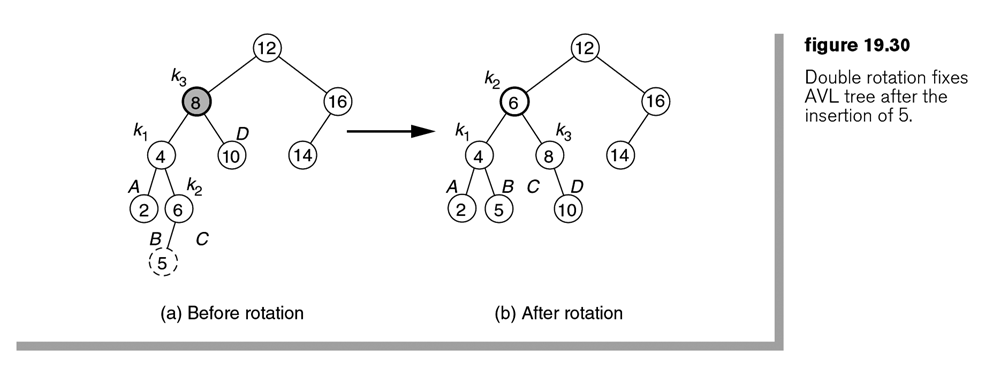 12
k3
8
16
k1
4
D
10
14
A
2
k2
6
B
C
5
(a) Before rotation
12
k2
6
16
k1
4
k3
8
14
A
2
B
5
C
D
10
(b) After rotation
figure 19.30
Double rotation fixes
AVL tree after the
insertion of 5.